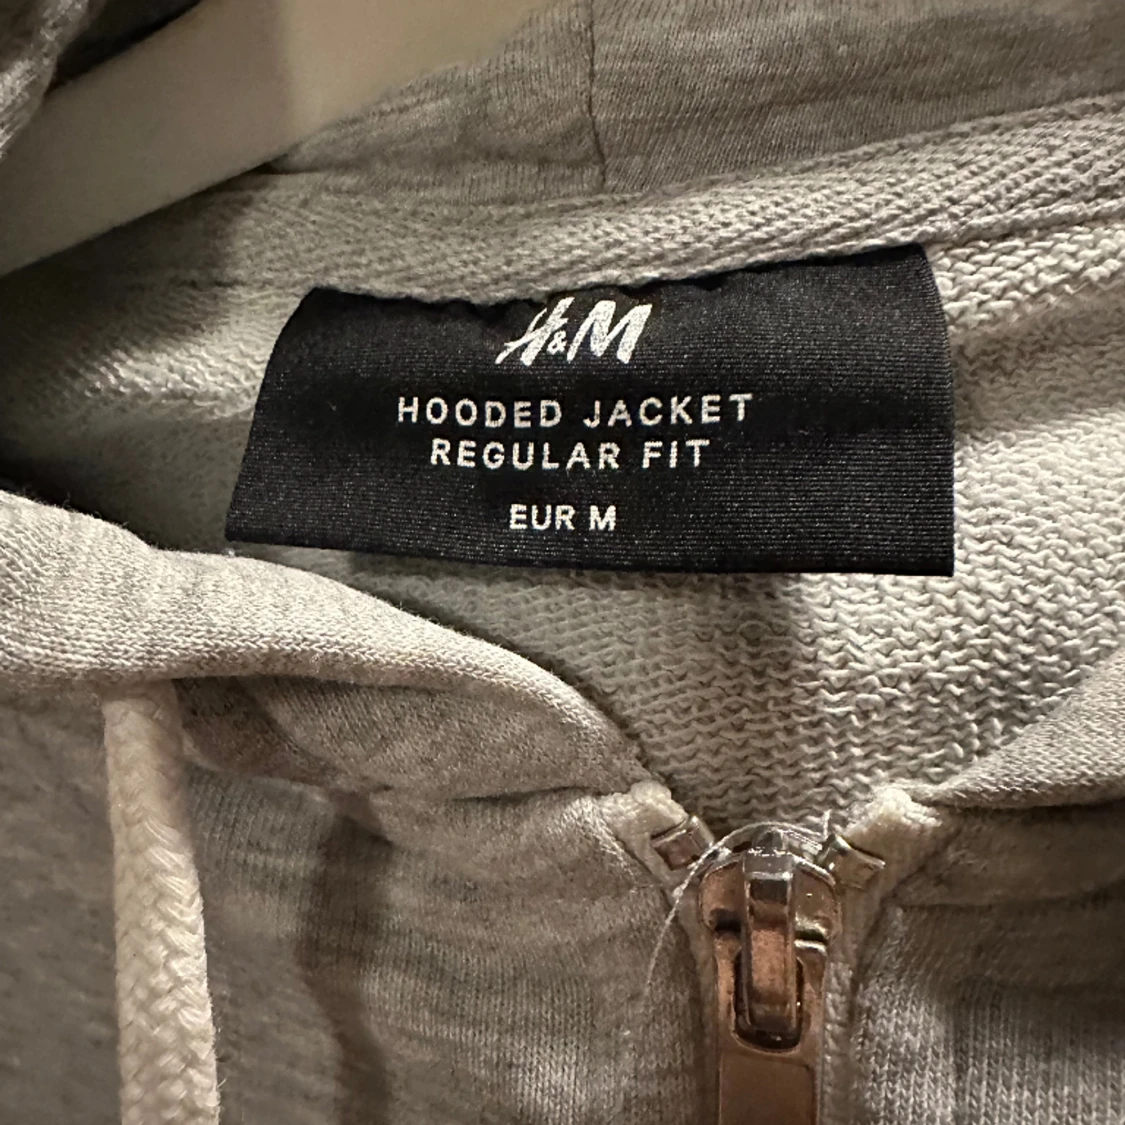 H&M
HOODED JACKET
REGULAR FIT
EUR M